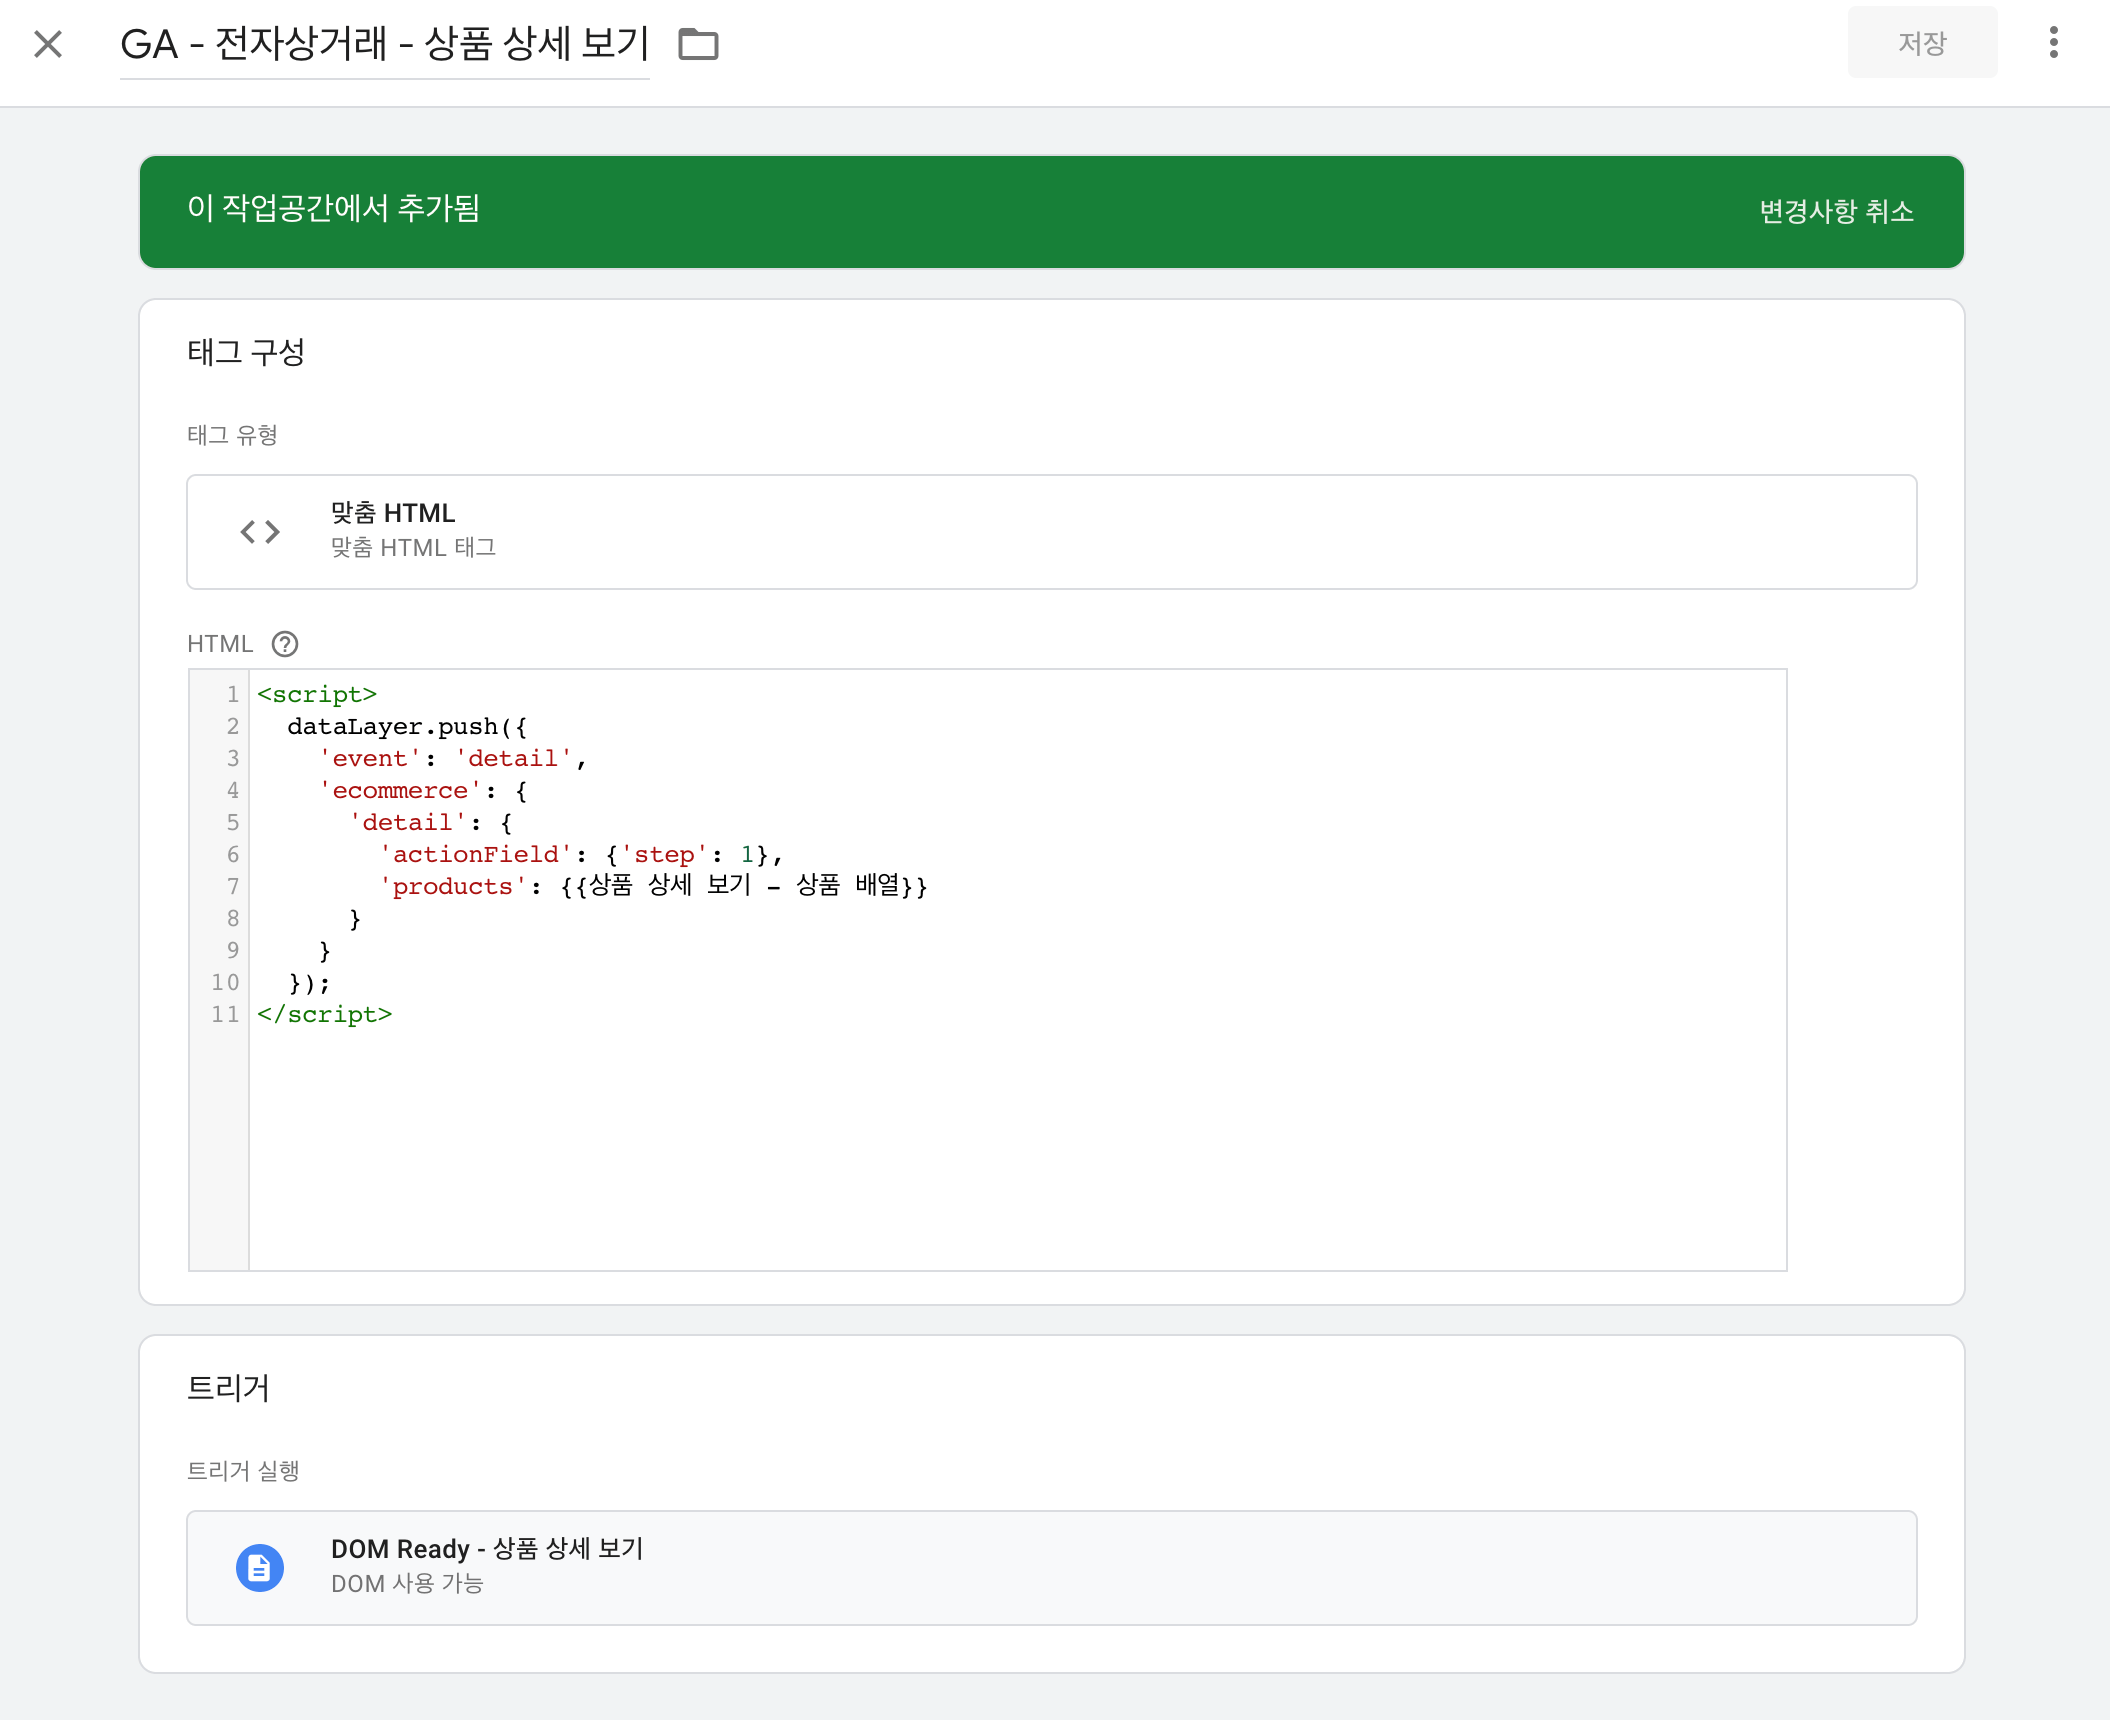 GA - 전자상거래 - 상품 상세 보기
저장
이 작업공간에서 추가됨
변경사항 취소
태그 구성
태그 유형
맞춤 HTML
맞춤 HTML 태그
HTML
1 <script>
2   dataLayer.push({
3     'event': 'detail',
4     'ecommerce': {
5       'detail': {
6         'actionField': {'step': 1},
7         'products': {{상품 상세 보기 - 상품 배열}}
8       }
9     }
10   });
11 </script>
트리거
트리거 실행
DOM Ready - 상품 상세 보기
DOM 사용 가능